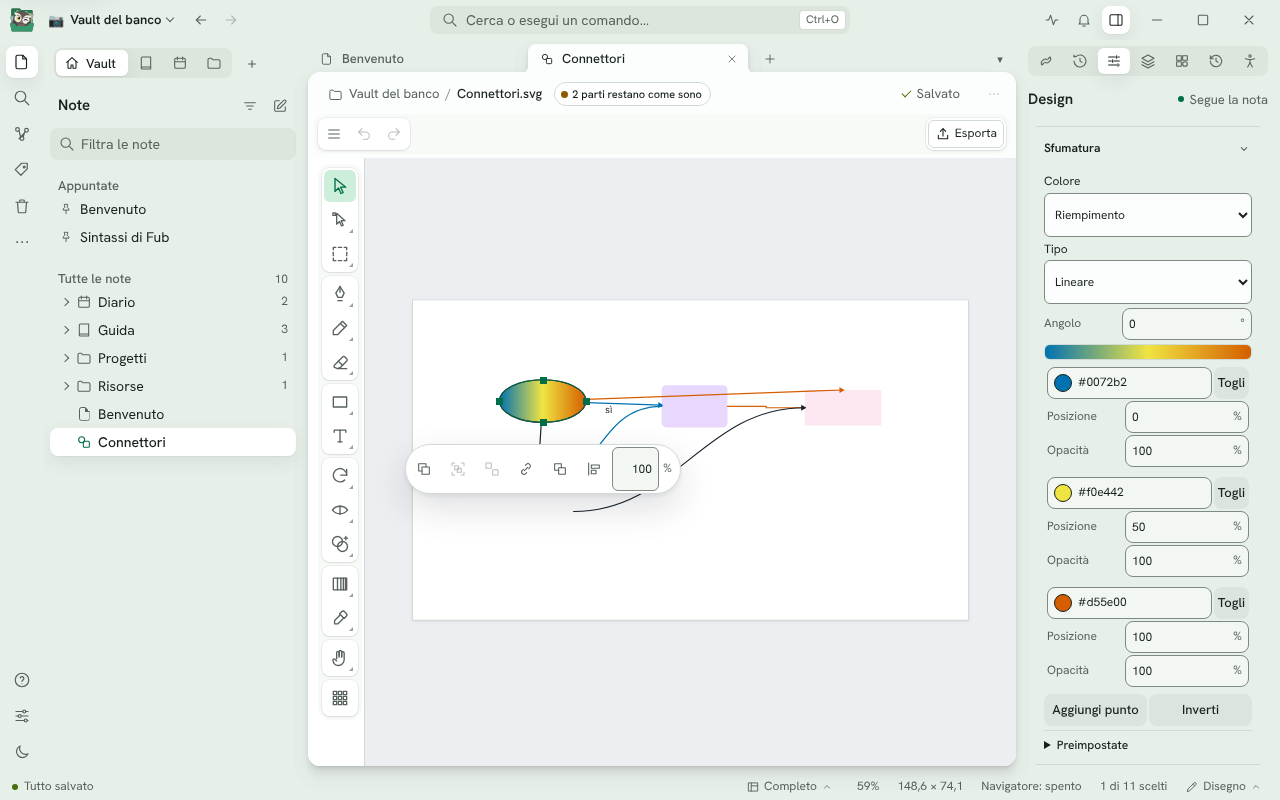 Vault del banco
Cerca o esegui un comando…
Ctrl+O
Vault
Note
Filtra le note
Appuntate
Benvenuto
Sintassi di Fub
Tutte le note 10
Diario 2
Guida 3
Progetti 1
Risorse 1
Benvenuto
Connettori
Tutto salvato
Benvenuto
Connettori
Vault del banco / Connettori.svg
2 parti restano come sono
Salvato
Esporta
sì
100 %
Design
Segue la nota
Sfumatura
Colore
Riempimento
Tipo
Lineare
Angolo 0 °
#0072b2 Togli
Posizione 0 %
Opacità 100 %
#f0e442 Togli
Posizione 50 %
Opacità 100 %
#d55e00 Togli
Posizione 100 %
Opacità 100 %
Aggiungi punto Inverti
Preimpostate
Completo 59% 148,6 × 74,1 Navigatore: spento 1 di 11 scelti Disegno